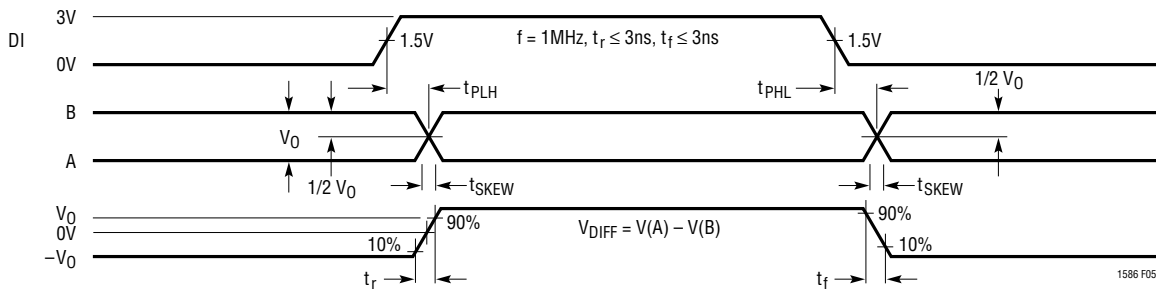 3V
DI
1.5V
f = 1MHz, tr ≤ 3ns, tf ≤ 3ns
1.5V
0V
tPLH
tPHL
1/2 VO
B
VO
A
1/2 VO
tSKEW
tSKEW
VO
0V
–VO
10%
90%
VDIFF = V(A) – V(B)
90%
10%
tr
tf
1586 F05